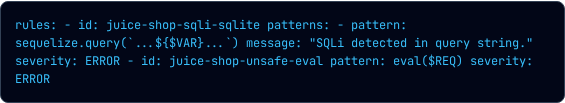 rules: - id: juice-shop-sqli-sqlite patterns: - pattern:
sequelize.query(`...${$VAR}...`) message: "SQLi detected in query string."
severity: ERROR - id: juice-shop-unsafe-eval pattern: eval($REQ) severity:
ERROR